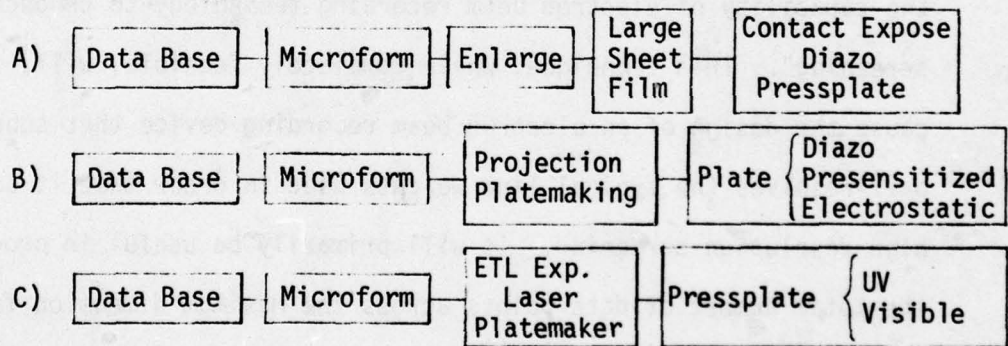 A) Data Base Microform Enlarge Large Sheet Film Contact Expose Diazo Pressplate
B) Data Base Microform Projection Platemaking Plate Diazo Presensitized Electrostatic
C) Data Base Microform ETL Exp. Laser Platemaker Pressplate UV Visible